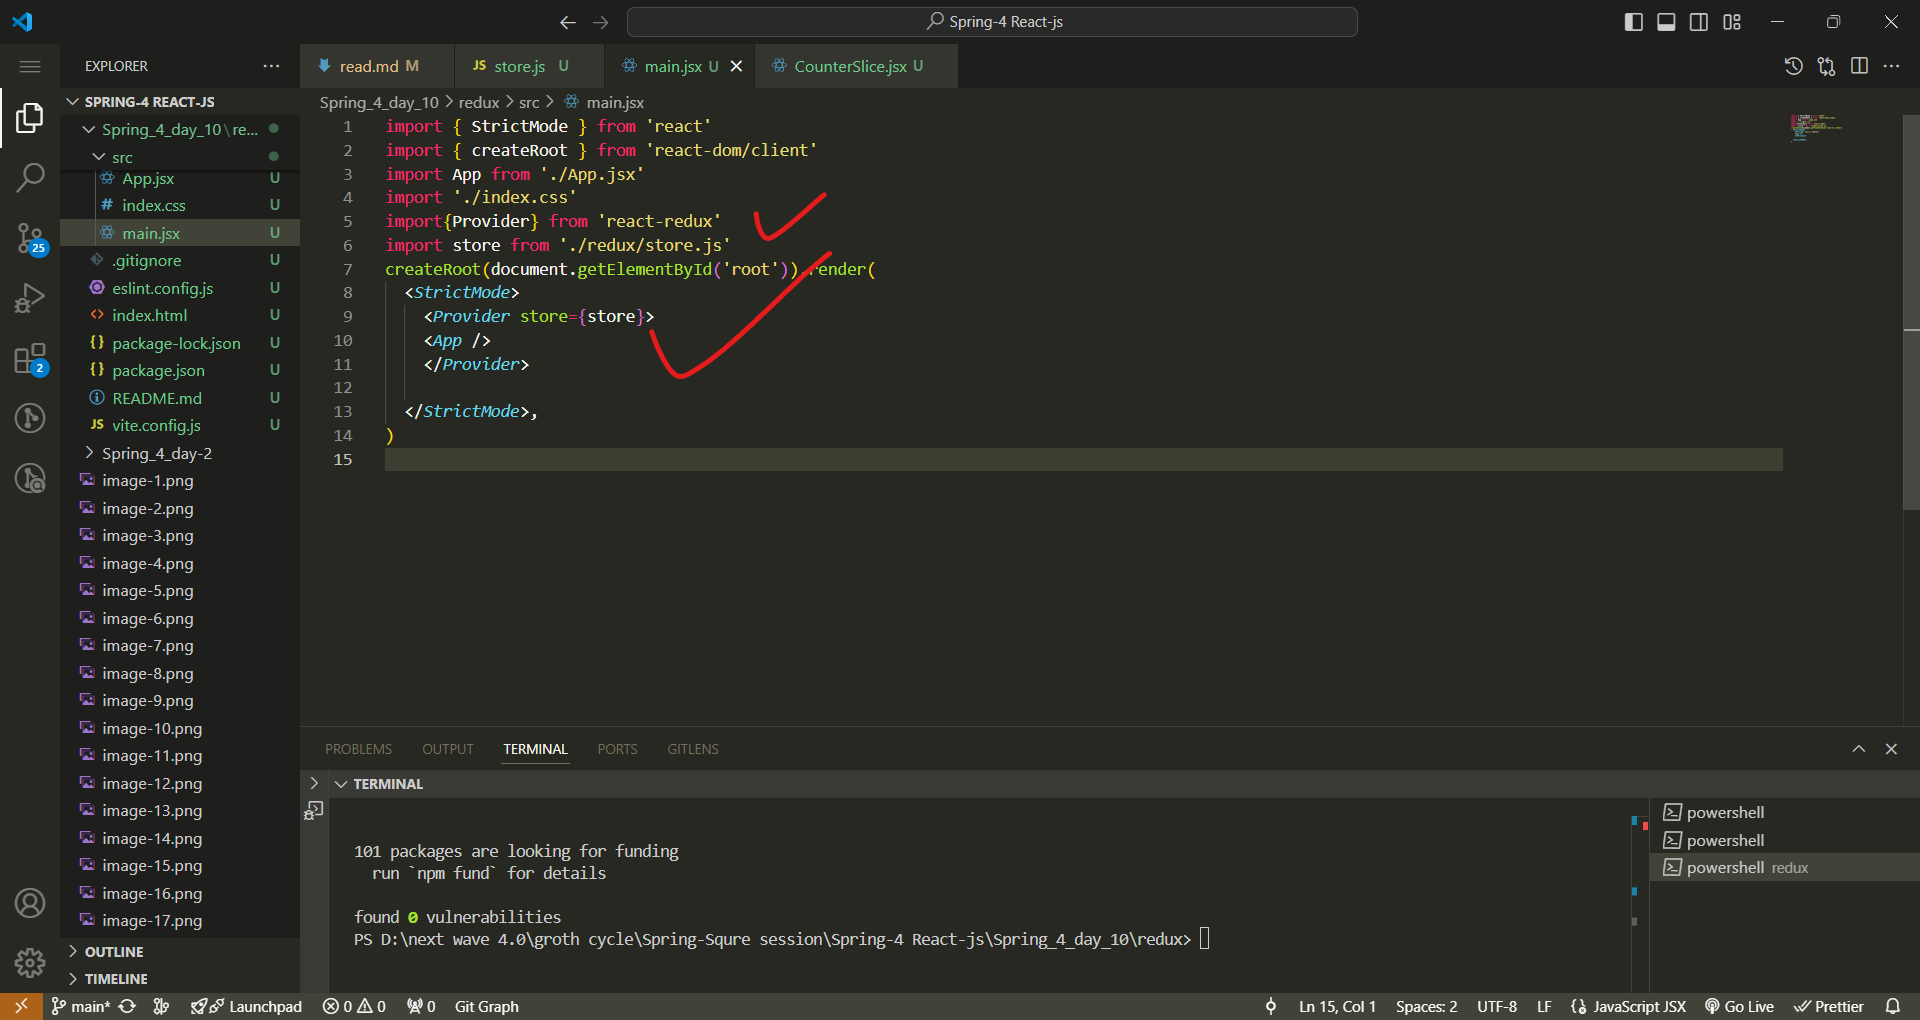 Spring-4 React-js
EXPLORER
read.md M
JS store.js U
main.jsx U
CounterSlice.jsx U
SPRING-4 REACT-JS
Spring_4_day_10\re...
src
App.jsx U
# index.css U
main.jsx U
.gitignore U
eslint.config.js U
<> index.html U
{} package-lock.json U
{} package.json U
README.md U
JS vite.config.js U
Spring_4_day-2
image-1.png
image-2.png
image-3.png
image-4.png
image-5.png
image-6.png
image-7.png
image-8.png
image-9.png
image-10.png
image-11.png
image-12.png
image-13.png
image-14.png
image-15.png
image-16.png
image-17.png
OUTLINE
TIMELINE
25
2
Spring_4_day_10 > redux > src > main.jsx
1 import { StrictMode } from 'react'
2 import { createRoot } from 'react-dom/client'
3 import App from './App.jsx'
4 import './index.css'
5 import{Provider} from 'react-redux'
6 import store from './redux/store.js'
7 createRoot(document.getElementById('root')).render(
8 <StrictMode>
9 <Provider store={store}>
10 <App />
11 </Provider>
12
13 </StrictMode>,
14 )
15
PROBLEMS OUTPUT TERMINAL PORTS GITLENS
TERMINAL
101 packages are looking for funding
run `npm fund` for details
found 0 vulnerabilities
PS D:\next wave 4.0\groth cycle\Spring-Squre session\Spring-4 React-js\Spring_4_day_10\redux>
powershell
powershell
powershell redux
main* Launchpad 0 0 0 Git Graph Ln 15, Col 1 Spaces: 2 UTF-8 LF JavaScript JSX Go Live Prettier